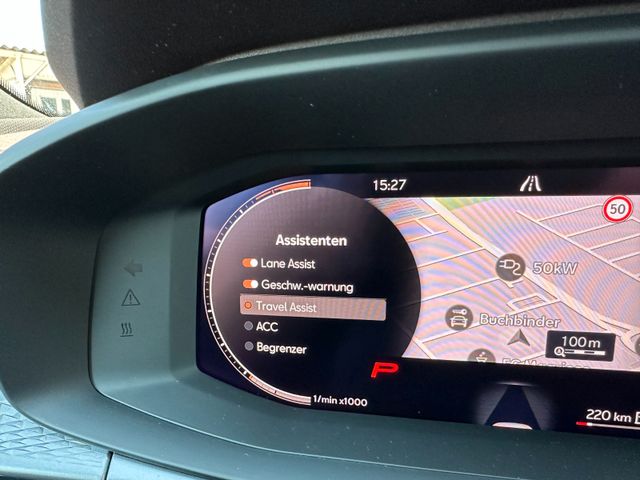 15:27
50
Assistenten
Lane Assist
Geschw.-warnung
Travel Assist
ACC
Begrenzer
50kW
Buchbinder
100 m
P
1/min x1000
220 km